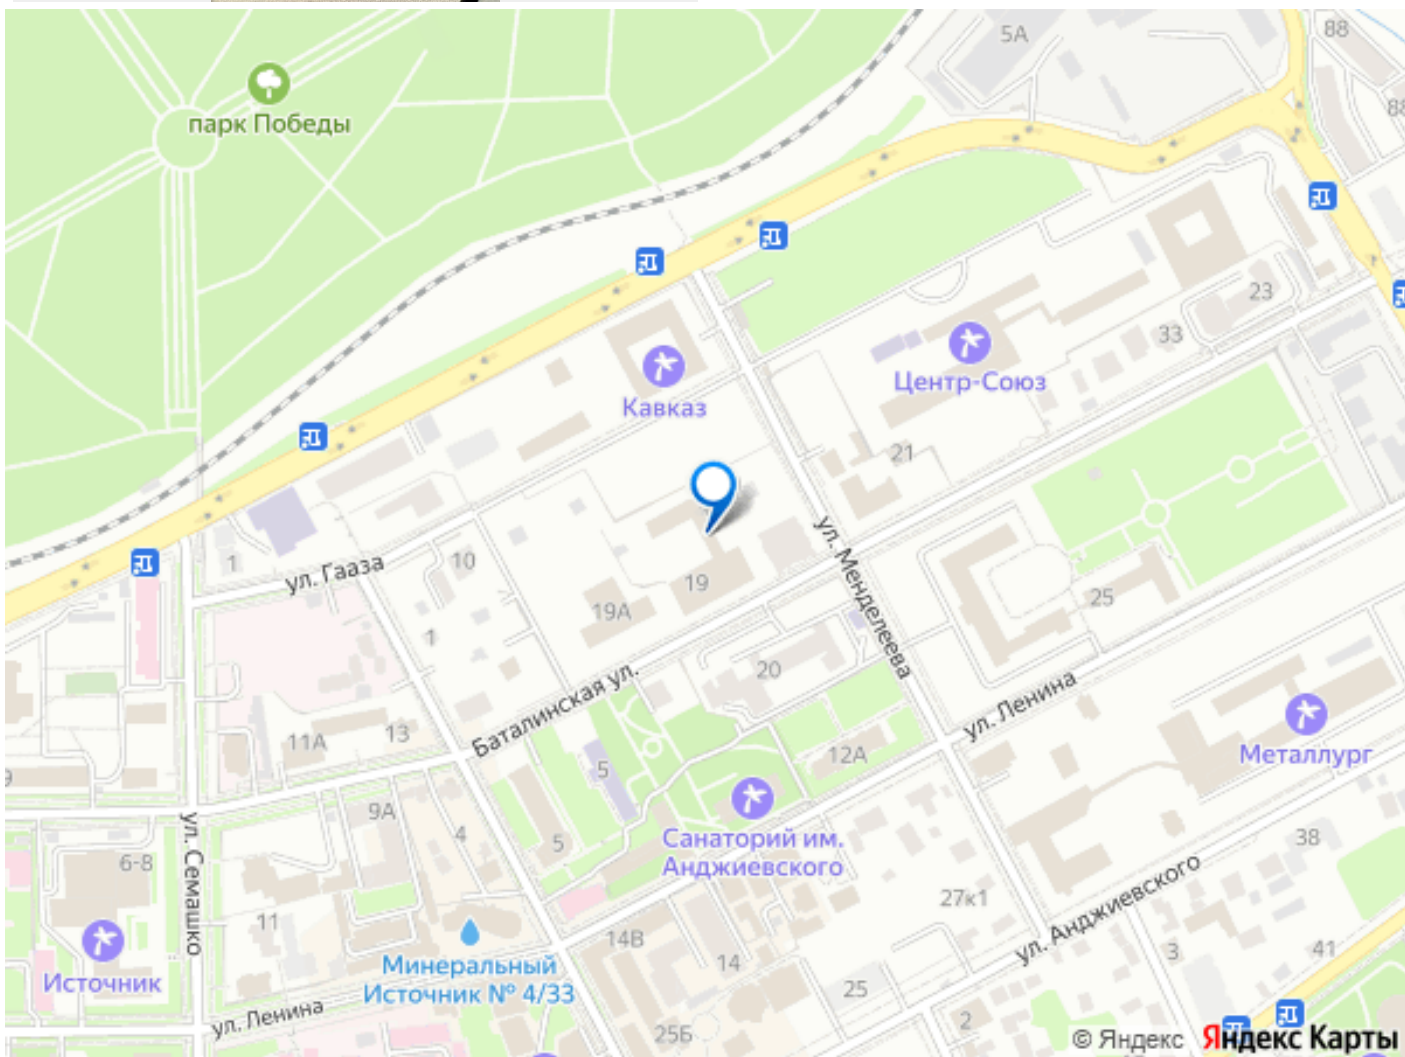 5А
88
88
парк Победы
23
33
Центр-Союз
Кавказ
21
ул. Менделеева
1
ул. Гааза
10
19
19А
1
25
20
ул. Ленина
Баталинская ул.
13
11А
12А
Металлург
5
9
9А
4
5
Санаторий им.
Анджиевского
38
6-8
ул. Семашко
27к1
ул. Анджиевского
11
14В
14
3
41
Источник
Минеральный
Источник № 4/33
25
ул. Ленина
25Б
2
© Яндекс Яндекс Карты